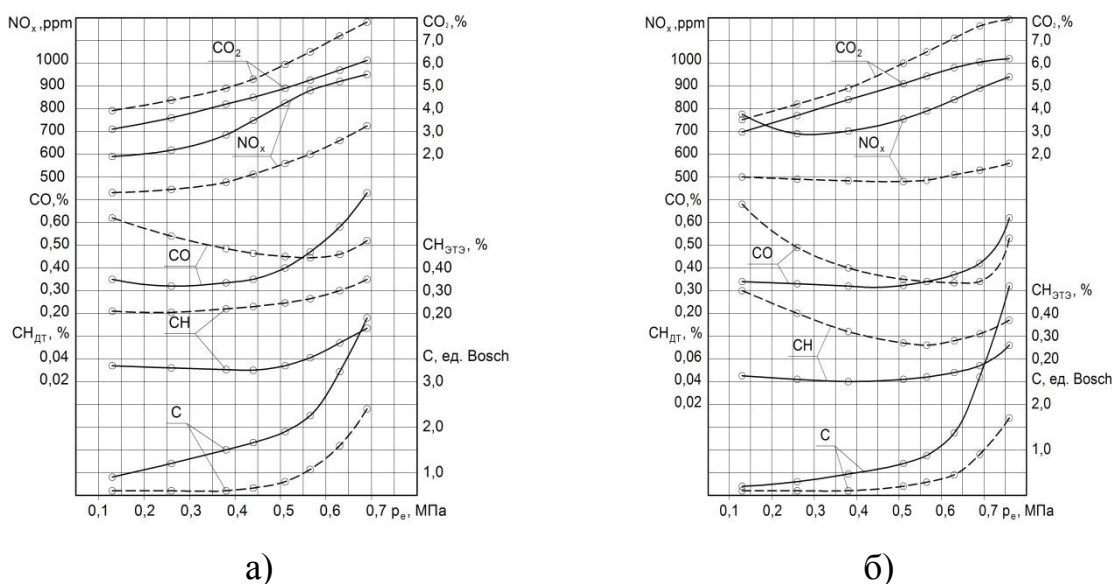 NOx, ppm
CO2, %
1000
900
800
700
600
500
7,0
6,0
5,0
4,0
3,0
2,0
CO2
NOx
CO, %
0,60
0,50
0,40
0,30
0,20
CO
CHЭТЭ, %
0,40
0,30
0,20
CH
CHДТ, %
0,04
0,02
C, ед. Bosch
3,0
2,0
1,0
C
0,1 0,2 0,3 0,4 0,5 0,6 0,7 pe, МПа
а)
NOx, ppm
CO2, %
1000
900
800
700
600
500
7,0
6,0
5,0
4,0
3,0
2,0
CO2
NOx
CO, %
0,60
0,50
0,40
0,30
0,20
CO
CHЭТЭ, %
0,40
0,30
0,20
CH
CHДТ, %
0,06
0,04
0,02
C, ед. Bosch
2,0
1,0
C
0,1 0,2 0,3 0,4 0,5 0,6 0,7 pe, МПа
б)